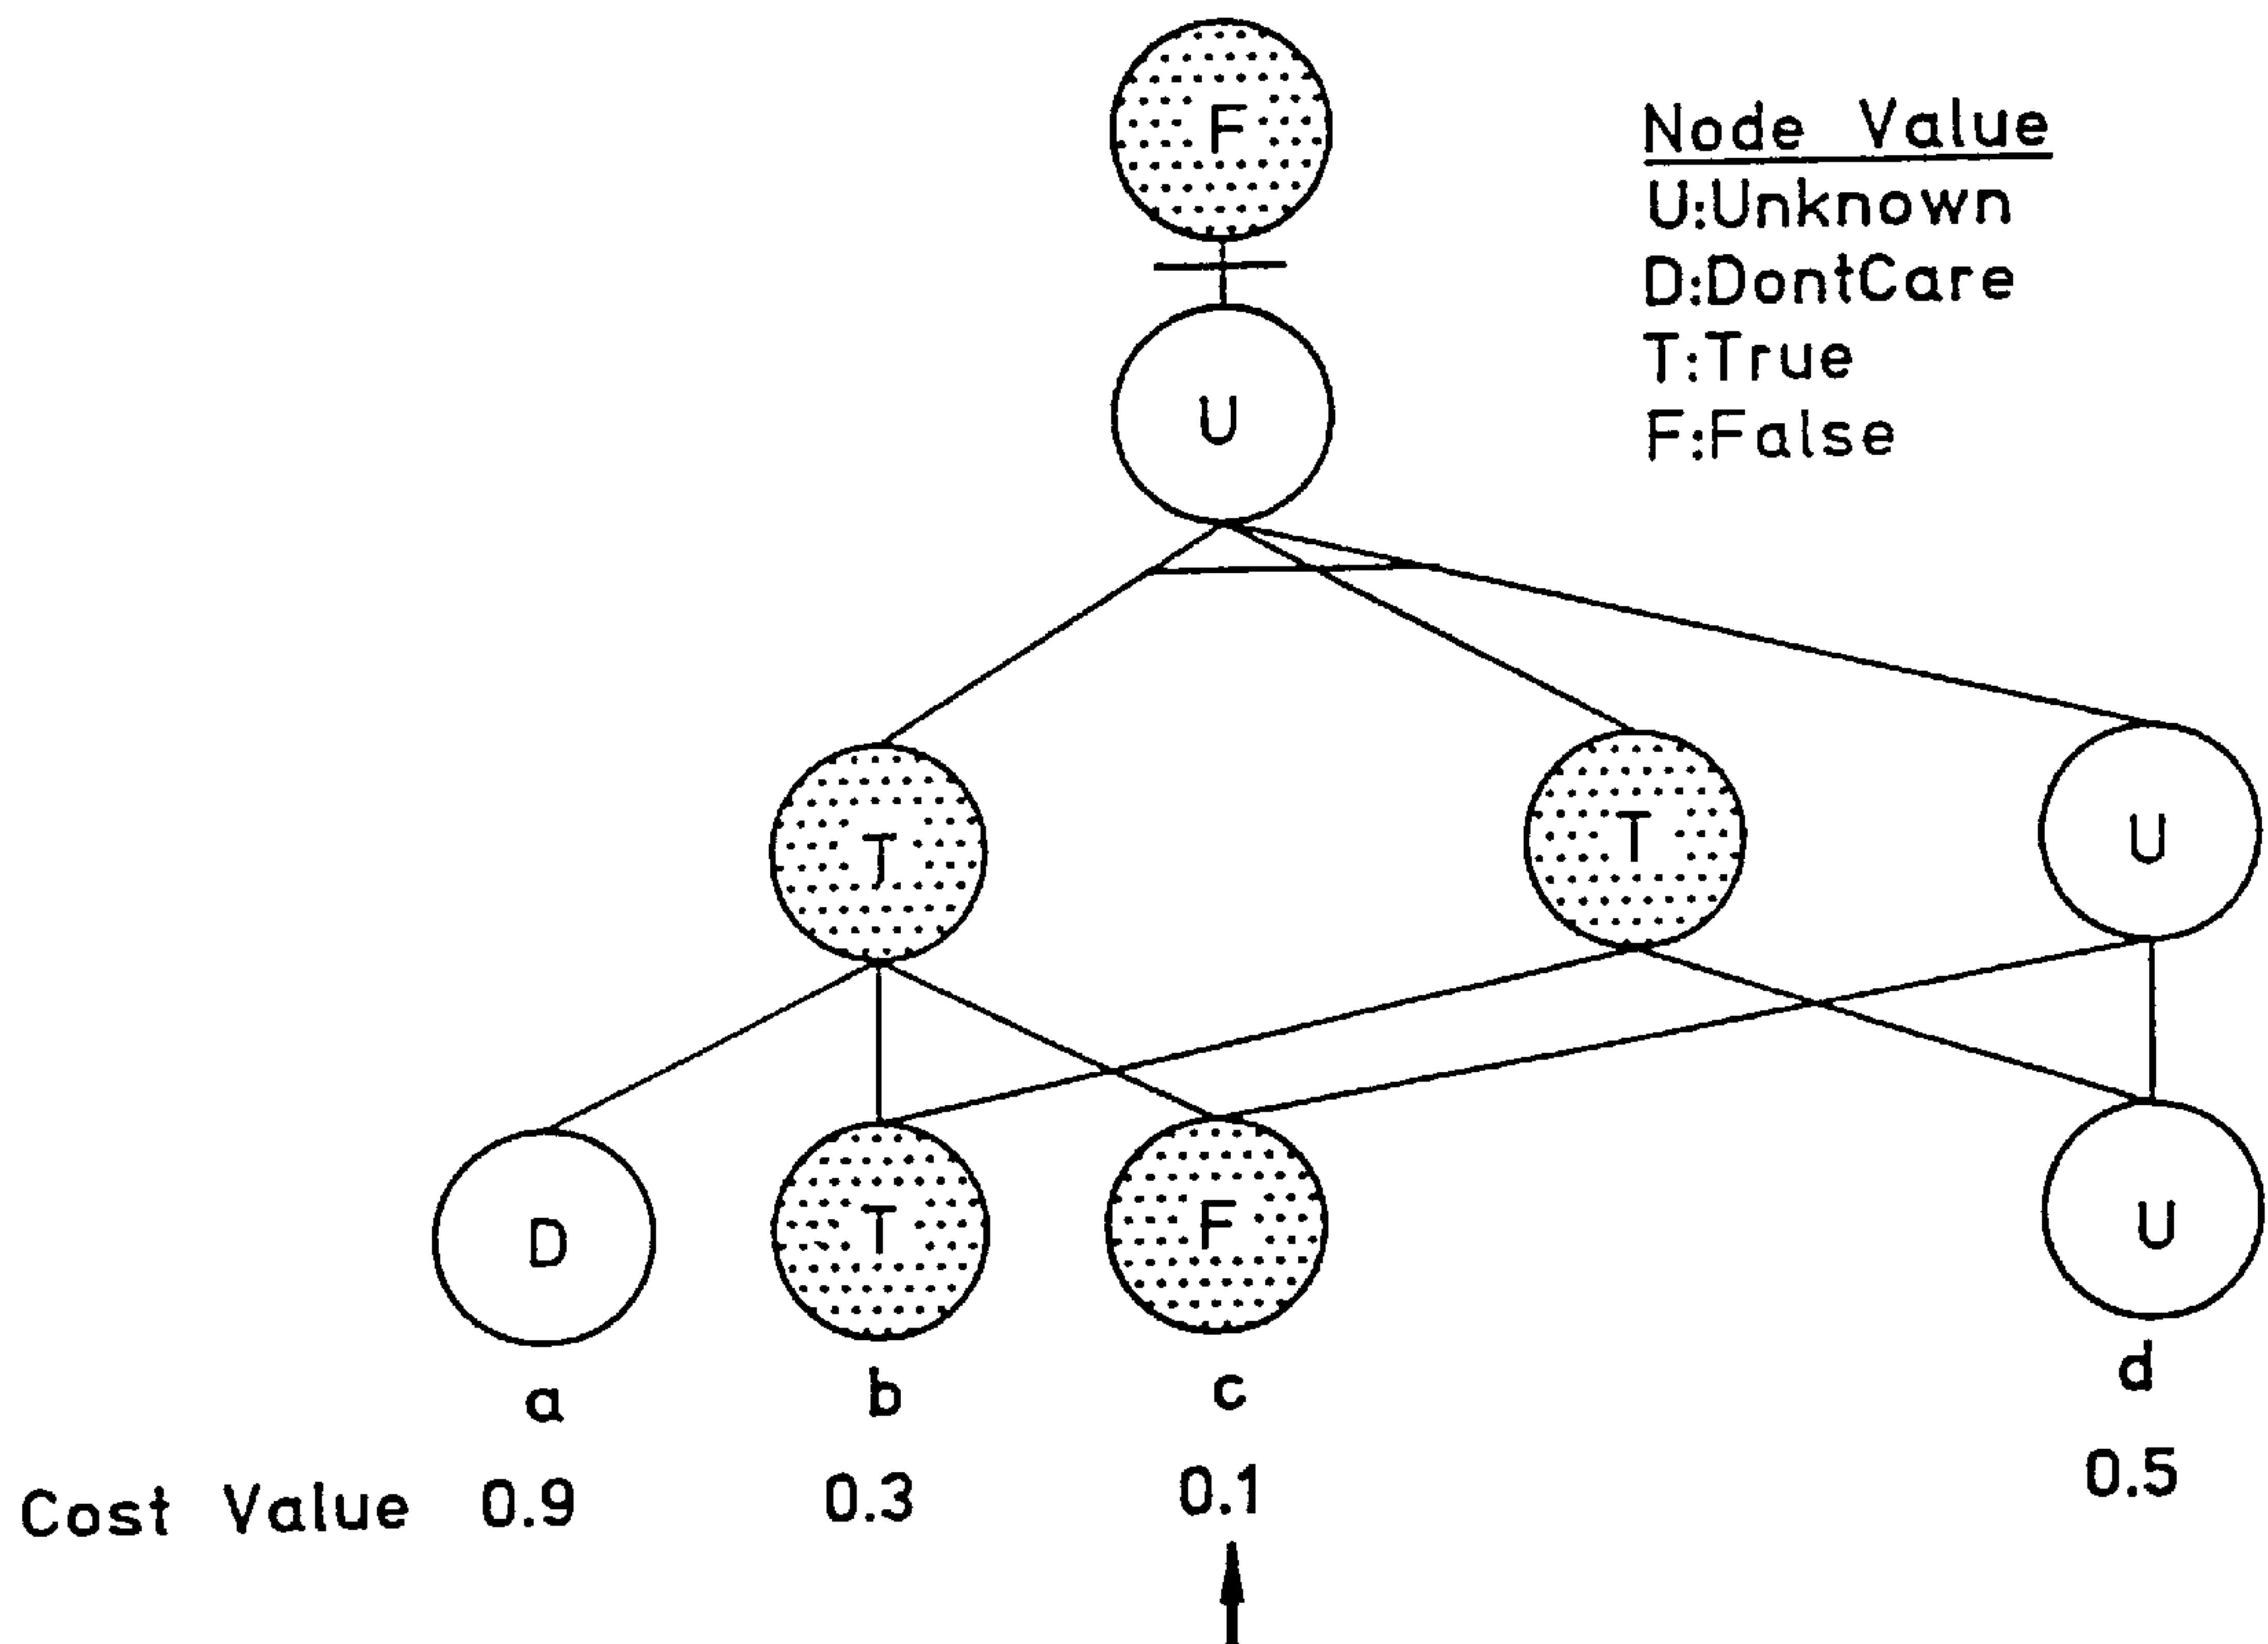 F
Node Value
U:Unknown
D:DontCare
T:True
F:False
U
T T U
D T F U
a b c d
Cost Value 0.9 0.3 0.1 0.5